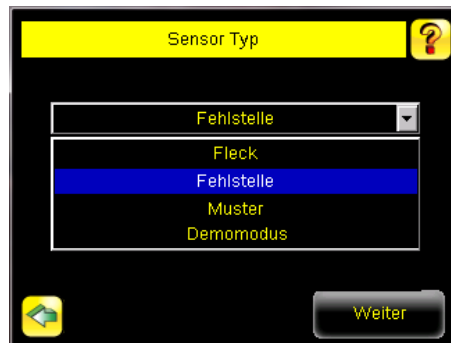 Sensor Typ
Fehlstelle
Fleck
Fehlstelle
Muster
Demomodus
Weiter